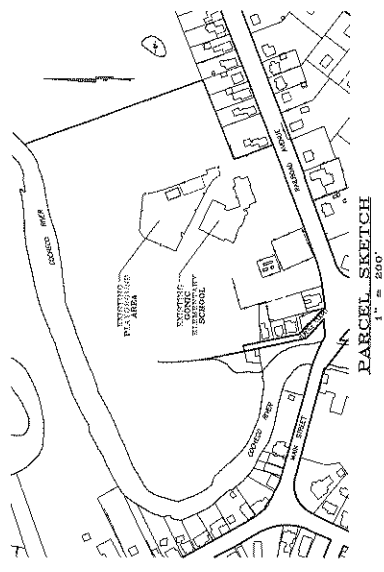 COCHECO RIVER
EXISTING
PLAYGROUND
AREA
EXISTING
GONIC
ELEMENTARY
SCHOOL
RAILROAD AVENUE
COCHECO RIVER
MAIN STREET
PARCEL SKETCH
1" = 200'